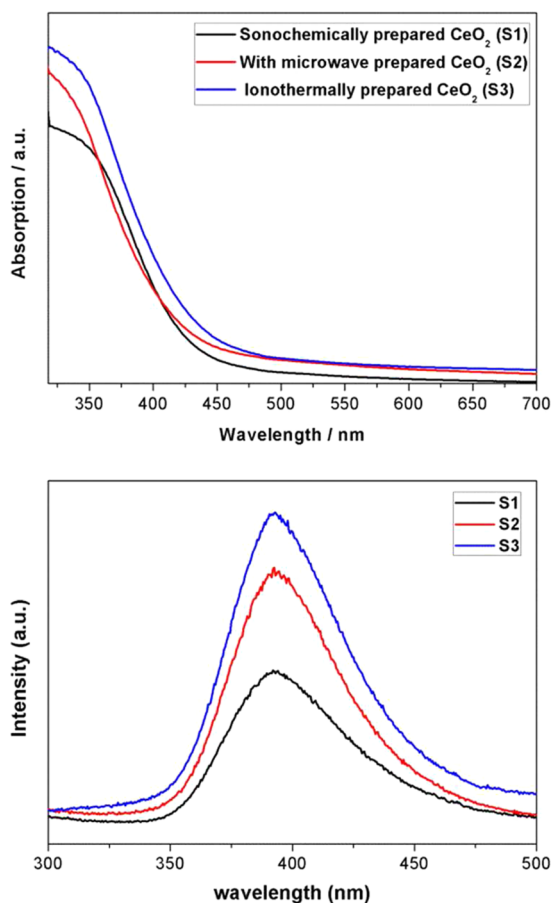 Sonochemically prepared CeO₂ (S1)
With microwave prepared CeO₂ (S2)
Ionothermally prepared CeO₂ (S3)
Absorption / a.u.
350 400 450 500 550 600 650 700
Wavelength / nm
S1
S2
S3
Intensity (a.u.)
300 350 400 450 500
wavelength (nm)